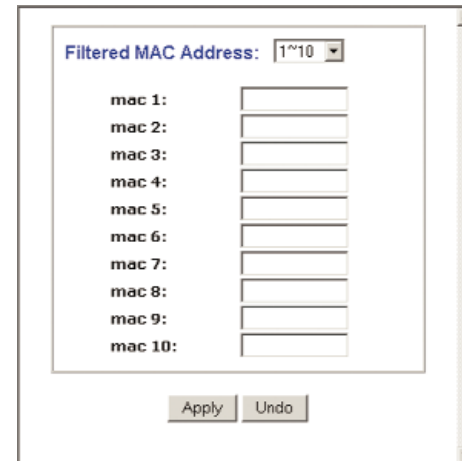 Filtered MAC Address: 1~10
mac 1:
mac 2:
mac 3:
mac 4:
mac 5:
mac 6:
mac 7:
mac 8:
mac 9:
mac 10:
Apply Undo